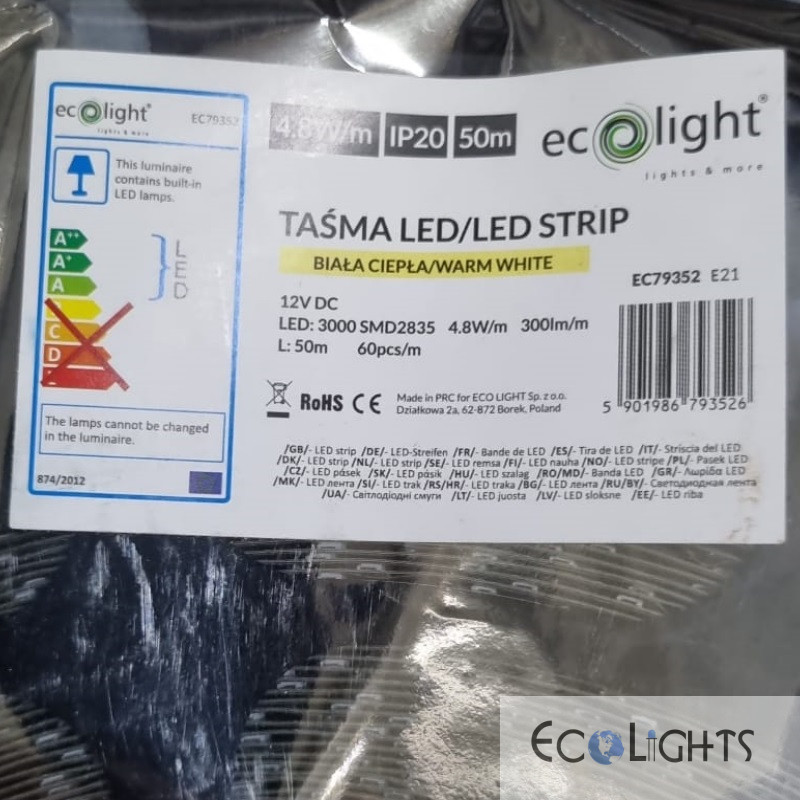 ecolight®
lights & more
EC79352
This luminaire
contains built-in
LED lamps.
A++
A+
A
C
D
LED
The lamps cannot be changed
in the luminaire.
874/2012
4.8W/m IP20 50m
ecolight®
lights & more
TAŚMA LED/LED STRIP
BIAŁA CIEPŁA/WARM WHITE
EC79352 E21
12V DC
LED: 3000 SMD2835 4.8W/m 300lm/m
L: 50m 60pcs/m
5 901986 793526
RoHS CE
Made in PRC for ECO LIGHT Sp. z o.o.
Działkowa 2a, 62-872 Borek, Poland
/GB/- LED strip /DE/- LED-Streifen /FR/- Bande de LED /ES/- Tira de LED /IT/- Striscia del LED
/DK/- LED strip /NL/- LED strip /SE/- LED remsa /FI/- LED nauha /NO/- LED stripe /PL/- Pasek LED
/CZ/- LED pásek /SK/- LED pásik /HU/- LED szalag /RO/MD/- Banda LED /GR/- Λωρίδα LED
/MK/- LED лента /SI/- LED trak /RS/HR/- LED traka /BG/- LED лента /RU/BY/- Светодиодная лента
/UA/- Світлодіодні смуги /LT/- LED juosta /LV/- LED sloksne /EE/- LED riba
ECOLIGHTS